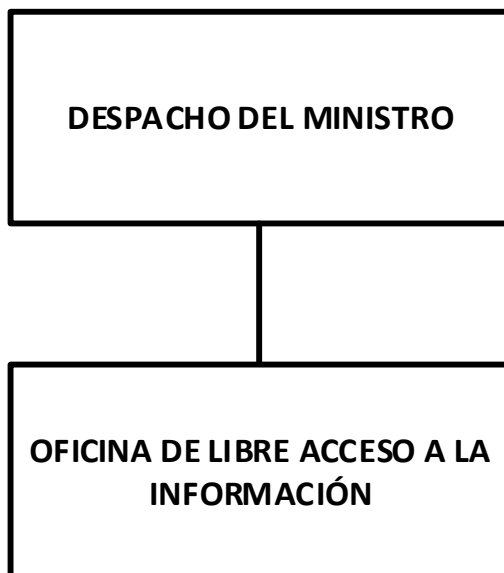 DESPACHO DEL MINISTRO
OFICINA DE LIBRE ACCESO A LA
INFORMACIÓN